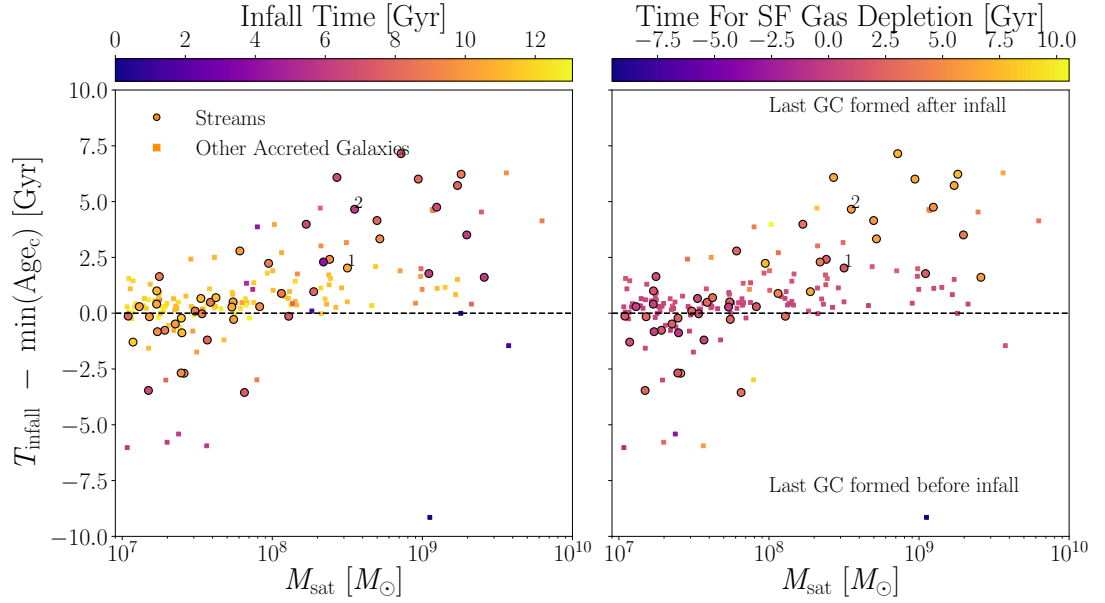 Infall Time [Gyr]
0 2 4 6 8 10 12
Time For SF Gas Depletion [Gyr]
−7.5 −5.0 −2.5 0.0 2.5 5.0 7.5 10.0
T_infall − min(Age_c) [Gyr]
10.0
7.5
5.0
2.5
0.0
−2.5
−5.0
−7.5
−10.0
Streams
Other Accreted Galaxies
2
1
10^7 10^8 10^9 10^10
M_sat [M_⊙]
Last GC formed after infall
2
1
Last GC formed before infall
10^7 10^8 10^9 10^10
M_sat [M_⊙]